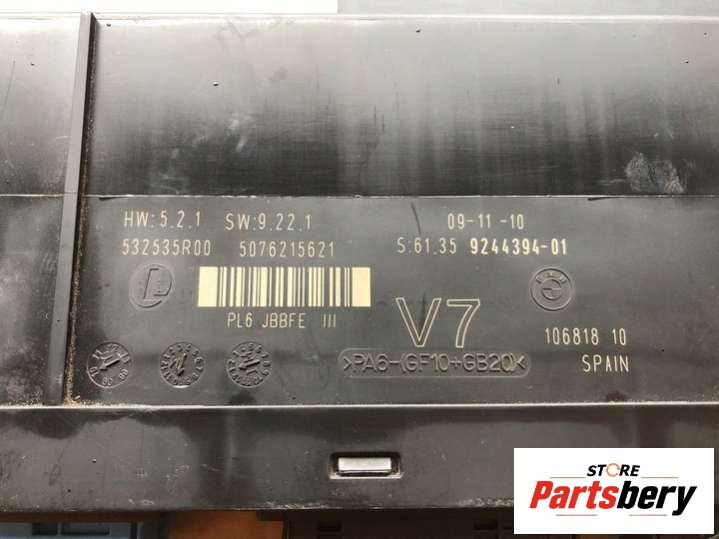 HW:5.2.1 SW:9.22.1 09-11-10
532535R00 5076215621 S:61.35 9244394-01
L BMW
PL6 JBBFE III V7 106818 10
>PA6-(GF10+GB20)< SPAIN
STORE
Partsbery